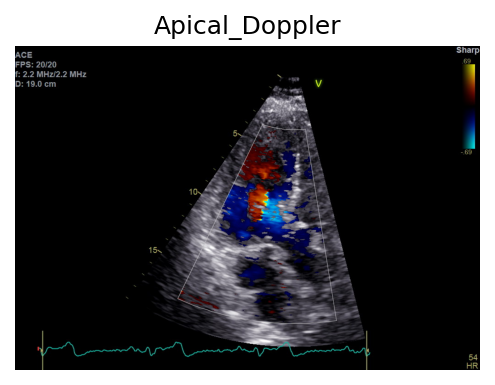 Apical_Doppler
ACE
FPS: 20/20
f: 2.2 MHz/2.2 MHz
D: 19.0 cm
Sharp
.69
-.69
V
5
10
15
54
HR